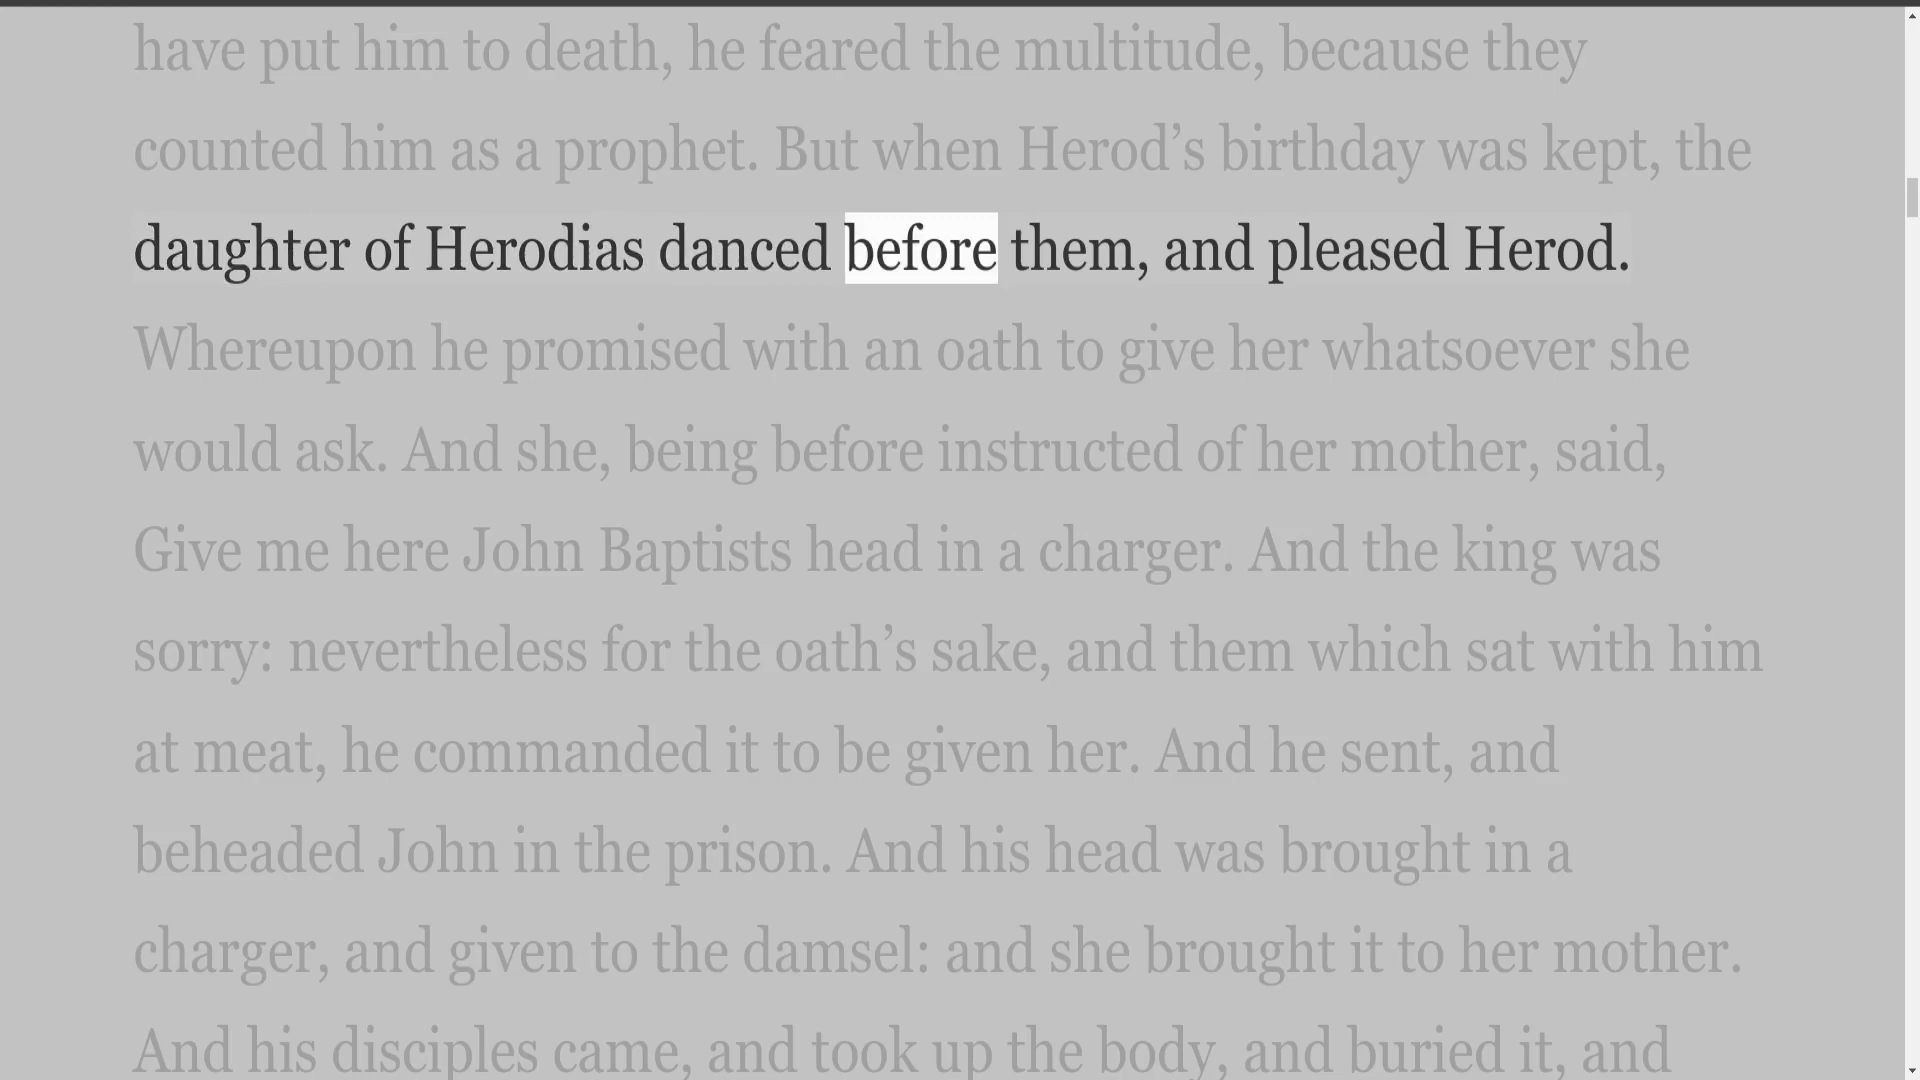 have put him to death, he feared the multitude, because they
counted him as a prophet. But when Herod’s birthday was kept, the
daughter of Herodias danced before them, and pleased Herod.
Whereupon he promised with an oath to give her whatsoever she
would ask. And she, being before instructed of her mother, said,
Give me here John Baptists head in a charger. And the king was
sorry: nevertheless for the oath’s sake, and them which sat with him
at meat, he commanded it to be given her. And he sent, and
beheaded John in the prison. And his head was brought in a
charger, and given to the damsel: and she brought it to her mother.
And his disciples came, and took up the body, and buried it, and